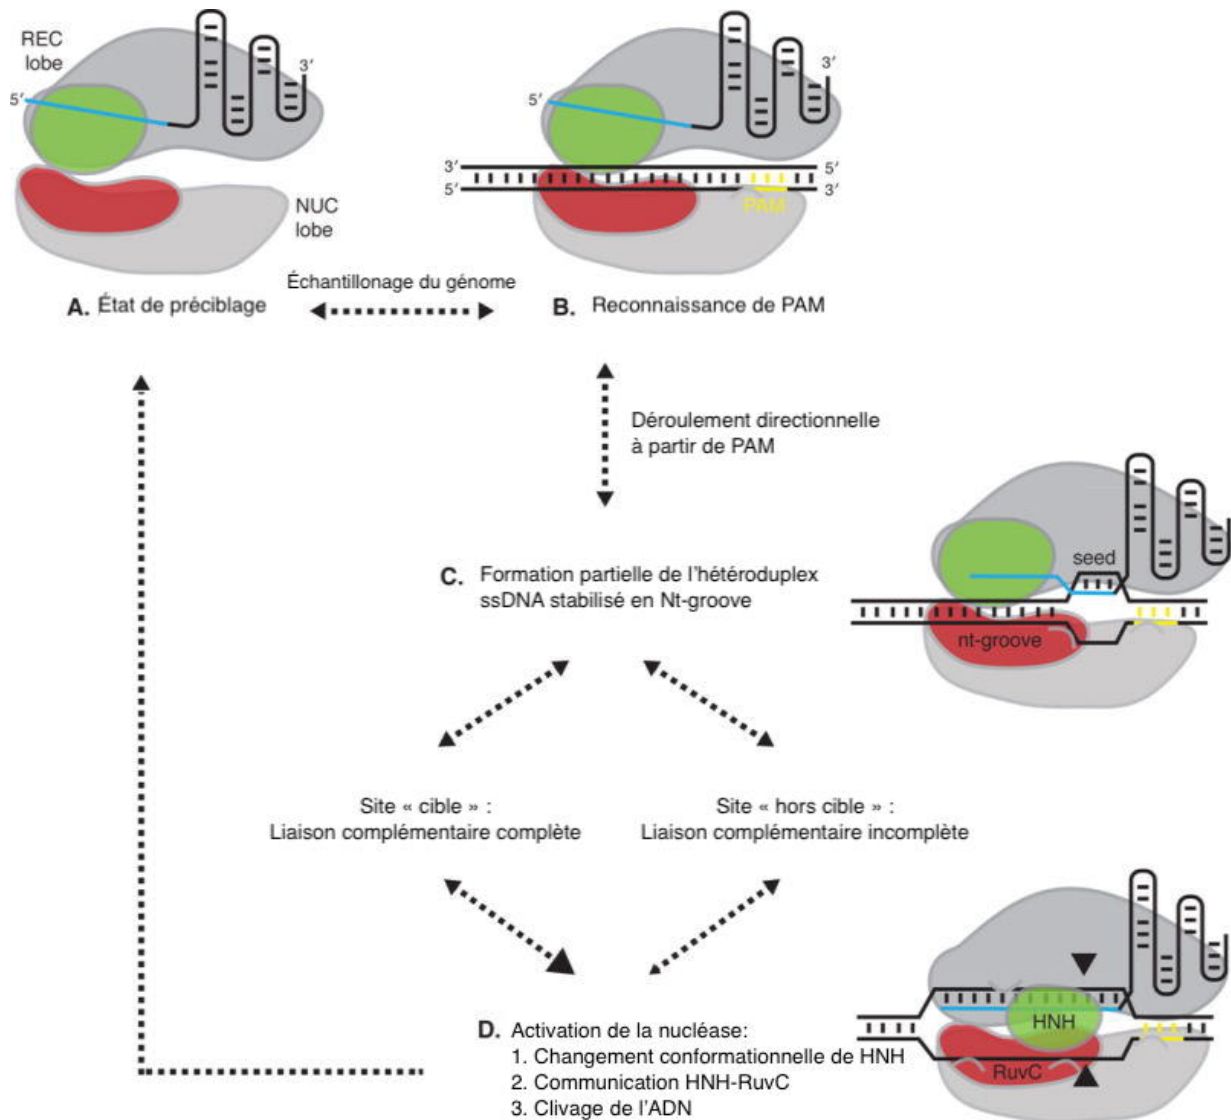 REC
lobe
5′
3′
NUC
lobe
5′
3′
3′
5′
5′
3′
PAM
Échantillonage du génome
A. État de préciblage
B. Reconnaissance de PAM
Déroulement directionnelle
à partir de PAM
seed
nt-groove
C. Formation partielle de l'hétéroduplex
ssDNA stabilisé en Nt-groove
Site « cible » :
Liaison complémentaire complète
Site « hors cible » :
Liaison complémentaire incomplète
HNH
RuvC
D. Activation de la nucléase:
1. Changement conformationnelle de HNH
2. Communication HNH-RuvC
3. Clivage de l'ADN